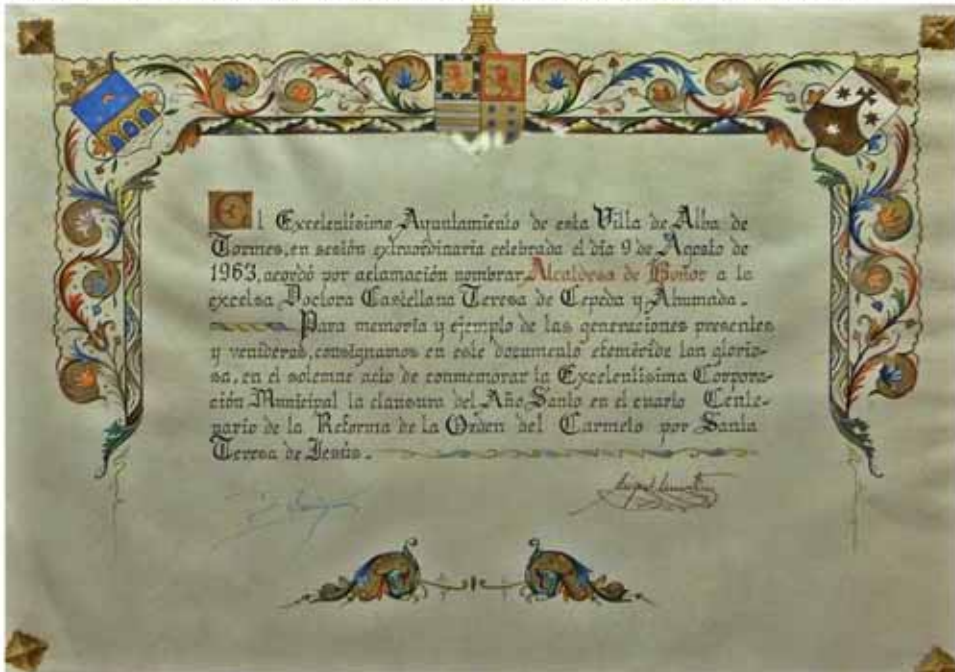 El Excelentísimo Ayuntamiento de esta Villa de Alba de
Tormes, en sesión extraordinaria celebrada el día 9 de Agosto de
1963, acordó por aclamación nombrar Alcaldesa de Honor a la
excelsa Doctora Castellana Teresa de Cepeda y Ahumada.
Para memoria y ejemplo de las generaciones presentes
y venideras, consignamos en este documento efeméride tan glorio-
sa, en el solemne acto de conmemorar la Excelentísima Corpora-
ción Municipal la clausura del Año Santo en el cuarto Cente-
nario de la Reforma de la Orden del Carmelo por Santa
Teresa de Jesús.